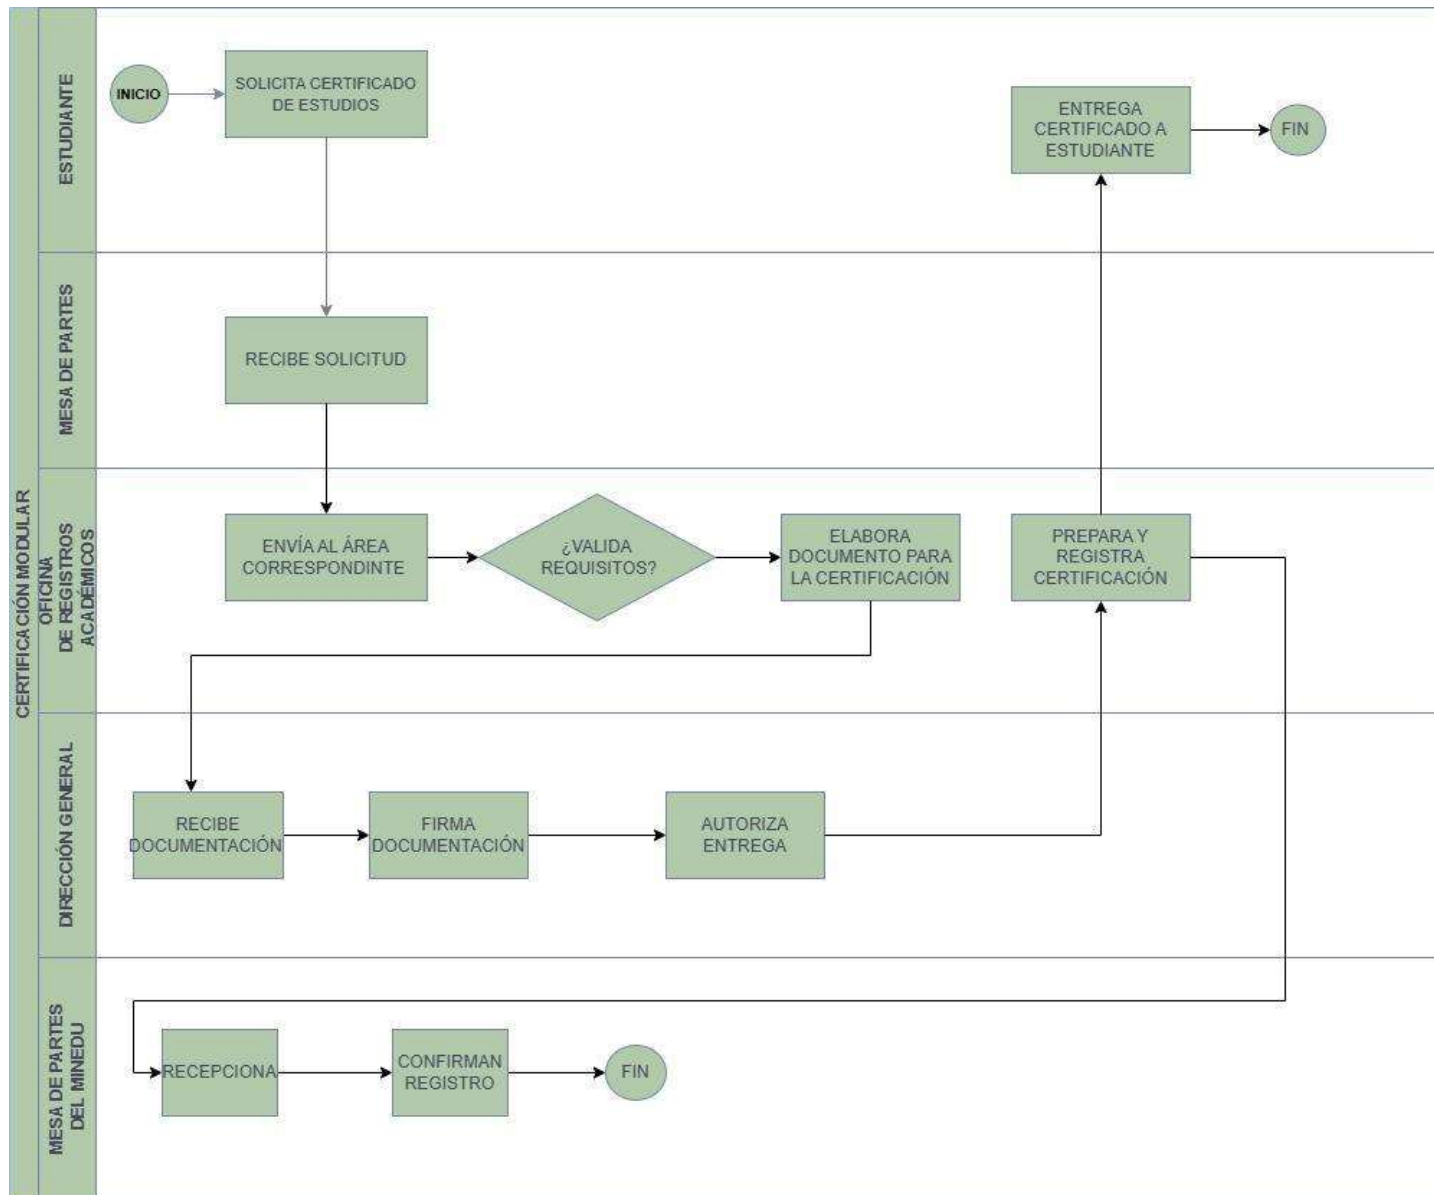 CERTIFICACIÓN MODULAR
ESTUDIANTE
INICIO
SOLICITA CERTIFICADO
DE ESTUDIOS
ENTREGA
CERTIFICADO A
ESTUDIANTE
FIN
MESA DE PARTES
RECIBE SOLICITUD
OFICINA
DE REGISTROS
ACADÉMICOS
ENVÍA AL ÁREA
CORRESPONDINTE
¿VALIDA
REQUISITOS?
ELABORA
DOCUMENTO PARA
LA CERTIFICACIÓN
PREPARA Y
REGISTRA
CERTIFICACIÓN
DIRECCIÓN GENERAL
RECIBE
DOCUMENTACIÓN
FIRMA
DOCUMENTACIÓN
AUTORIZA
ENTREGA
MESA DE PARTES
DEL MINEDU
RECEPCIONA
CONFIRMAN
REGISTRO
FIN